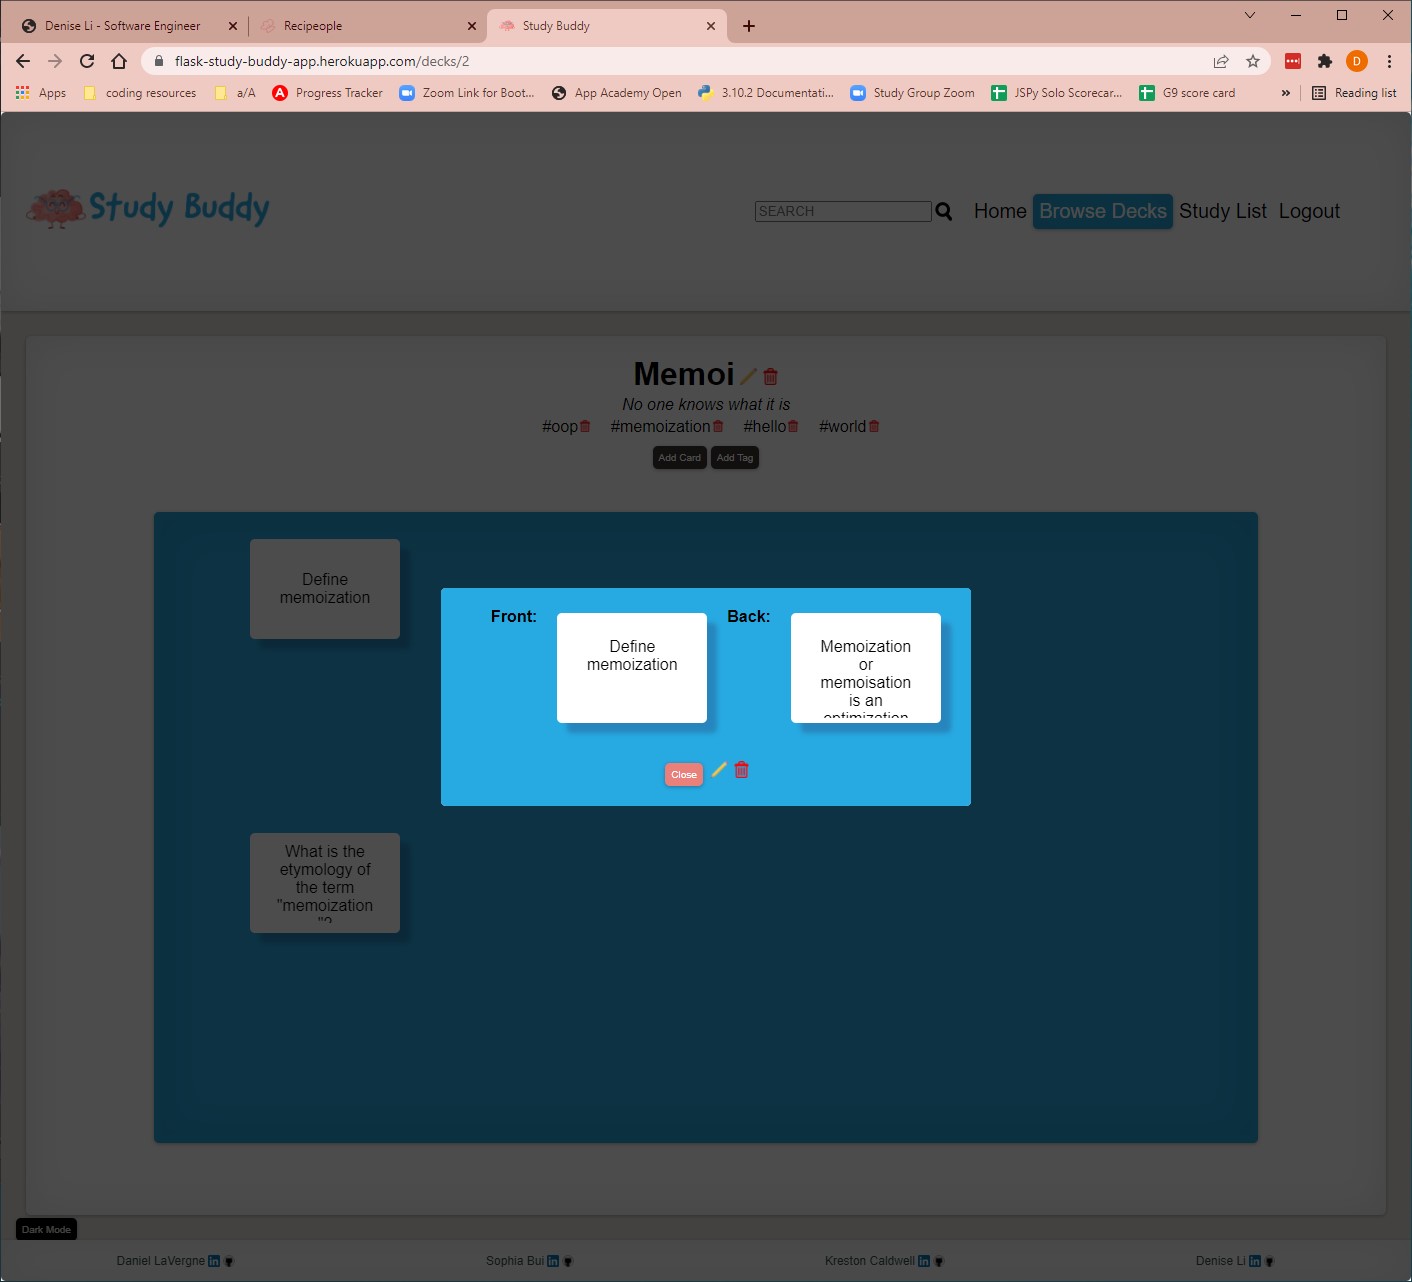 Denise Li - Software Engineer
Recipeople
Study Buddy
flask-study-buddy-app.herokuapp.com/decks/2
D
Apps
coding resources
a/A
Progress Tracker
Zoom Link for Boot...
App Academy Open
3.10.2 Documentati...
Study Group Zoom
JSPy Solo Scorecar...
G9 score card
»
Reading list
Study Buddy
SEARCH
Home
Browse Decks
Study List
Logout
Memoi
No one knows what it is
#oop
#memoization
#hello
#world
Add Card
Add Tag
Define
memoization
Front:
Define
memoization
Back:
Memoization
or
memoisation
is an
optimization
Close
What is the
etymology of
the term
"memoization
"?
Dark Mode
Daniel LaVergne
Sophia Bui
Kreston Caldwell
Denise Li